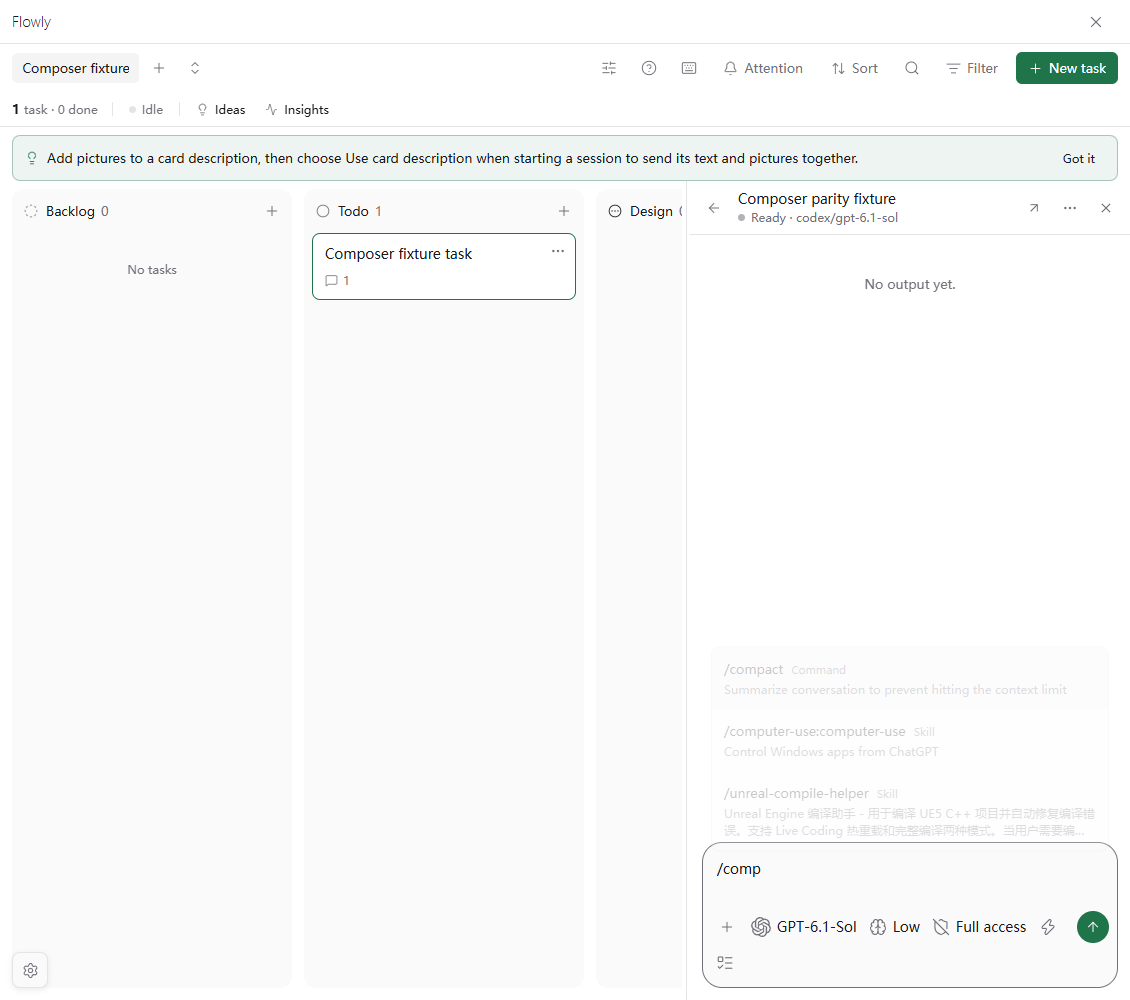 Flowly
Composer fixture
Attention
Sort
Filter
New task
1 task · 0 done
Idle
Ideas
Insights
Add pictures to a card description, then choose Use card description when starting a session to send its text and pictures together.
Got it
Backlog 0
No tasks
Todo 1
Composer fixture task
1
Design
Composer parity fixture
Ready · codex/gpt-6.1-sol
No output yet.
/compact Command
Summarize conversation to prevent hitting the context limit
/computer-use:computer-use Skill
Control Windows apps from ChatGPT
/unreal-compile-helper Skill
Unreal Engine 编译助手 - 用于编译 UE5 C++ 项目并自动修复编译错
误。支持 Live Coding 热重载和完整编译两种模式。当用户需要编...
/comp
GPT-6.1-Sol
Low
Full access